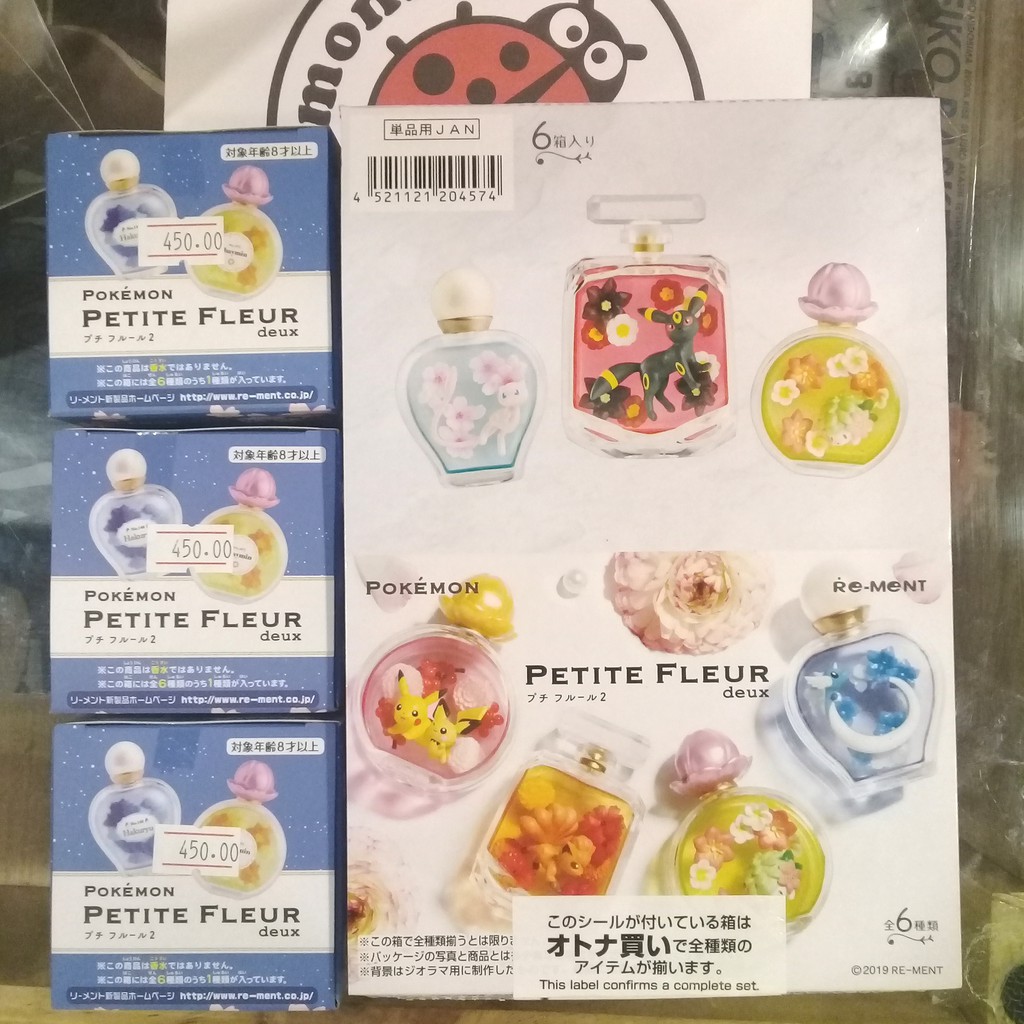 mon
EIKO
単品用JAN
4 521121 204574
6箱入り
対象年齢8才以上
450.00
POKÉMON
PETITE FLEUR
deux
プチ フルール2
※この商品は香水ではありません。
※この箱には全6種類のうち1種類が入っています。
リーメント新製品ホームページ http://www.re-ment.co.jp/
対象年齢8才以上
450.00
POKÉMON
PETITE FLEUR
deux
プチ フルール2
※この商品は香水ではありません。
※この箱には全6種類のうち1種類が入っています。
リーメント新製品ホームページ http://www.re-ment.co.jp/
対象年齢8才以上
Hakuryu
450.00
POKÉMON
PETITE FLEUR
deux
プチ フルール2
※この商品は香水ではありません。
※この箱には全6種類のうち1種類が入っています。
リーメント新製品ホームページ http://www.re-ment.co.jp/
POKÉMON
Re-MENT
PETITE FLEUR
deux
プチ フルール2
※この箱で全種類揃うとは限りま
※パッケージの写真と商品とは
※背景はジオラマ用に制作した
このシールが付いている箱は
オトナ買いで全種類の
アイテムが揃います。
This label confirms a complete set.
全6種類
©2019 RE-MENT